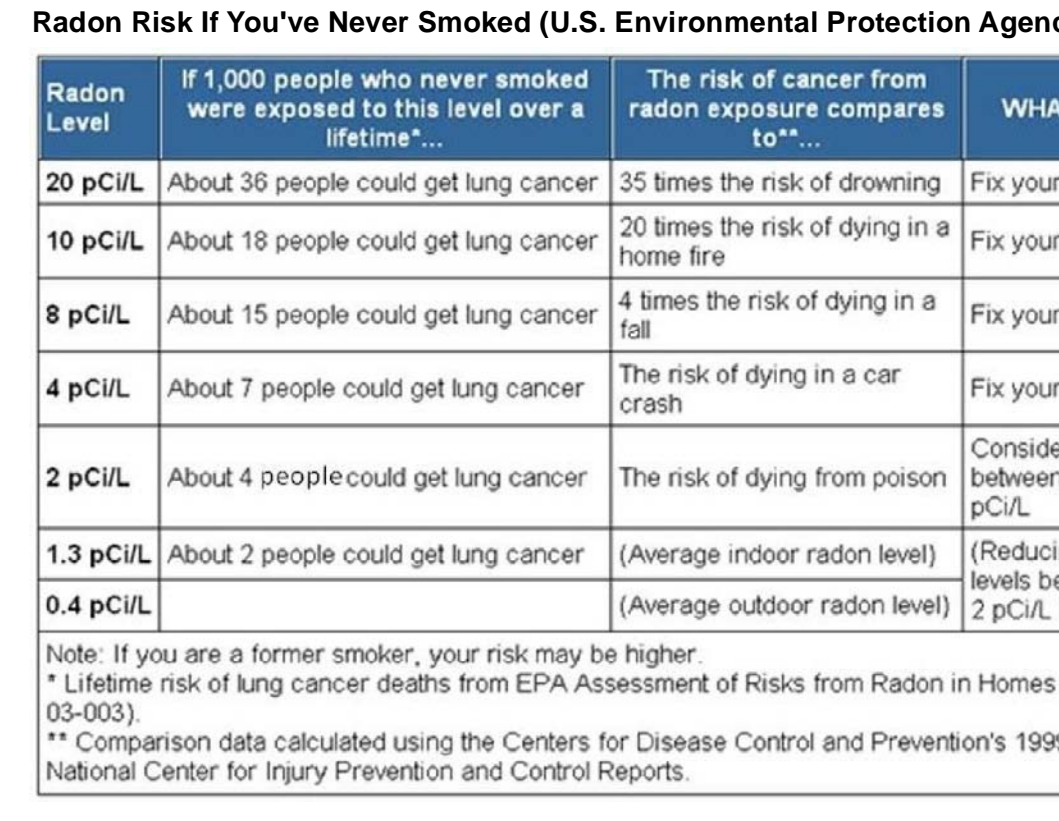 Radon Risk If You've Never Smoked (U.S. Environmental Protection
Radon
Level
If 1,000 people who never smoked
were exposed to this level over a
lifetime*...
The risk of cancer from
radon exposure compares
to**...
20 pCi/L
About 36 people could get lung cancer
35 times the risk of drowning
Fix your
10 pCi/L
About 18 people could get lung cancer
20 times the risk of dying in a
home fire
Fix your
8 pCi/L
About 15 people could get lung cancer
4 times the risk of dying in a
fall
Fix your
4 pCi/L
About 7 people could get lung cancer
The risk of dying in a car
crash
Fix your
2 pCi/L
About 4 people could get lung cancer
The risk of dying from poison
between
pCi/L
1.3 pCi/L
About 2 people could get lung cancer
(Average indoor radon level)
levels
2 pCi/L
0.4 pCi/L
(Average outdoor radon level)
Note: If you are a former smoker, your risk may be higher.
* Lifetime risk of lung cancer deaths from EPA Assessment of Risks from Radon in Homes
03-003).
** Comparison data calculated using the Centers for Disease Control and Prevention's
National Center for Injury Prevention and Control Reports.